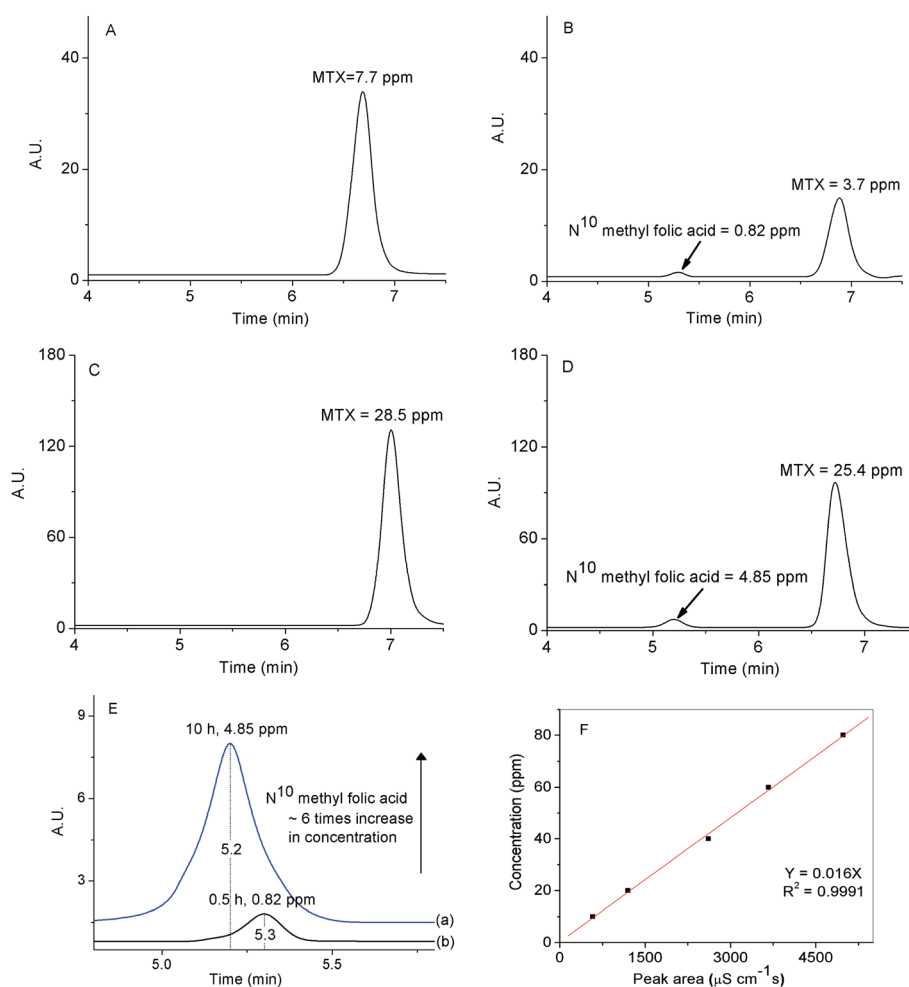 A
MTX=7.7 ppm
A.U.
40
20
0
4 5 6 7
Time (min)
B
MTX = 3.7 ppm
N10 methyl folic acid = 0.82 ppm
A.U.
40
20
0
4 5 6 7
Time (min)
C
MTX = 28.5 ppm
A.U.
180
120
60
0
4 5 6 7
Time (min)
D
MTX = 25.4 ppm
N10 methyl folic acid = 4.85 ppm
A.U.
180
120
60
0
4 5 6 7
Time (min)
E
10 h, 4.85 ppm
N10 methyl folic acid
~ 6 times increase
in concentration
5.2
0.5 h, 0.82 ppm
5.3
(a)
(b)
A.U.
9
6
3
5.0 5.5
Time (min)
F
Y = 0.016X
R2 = 0.9991
Concentration (ppm)
80
60
40
20
0
0 1500 3000 4500
Peak area (µS cm-1s)